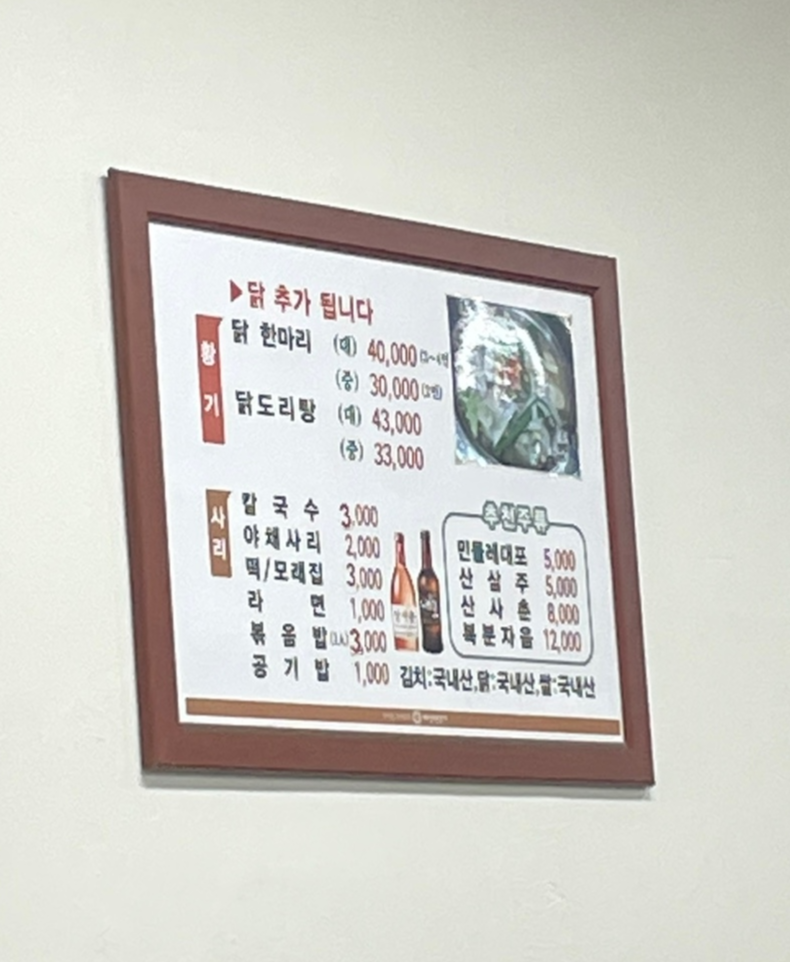 ▶닭 추가 됩니다
황기
닭 한마리 (대) 40,000
(중) 30,000
닭도리탕 (대) 43,000
(중) 33,000
사리
칼국수 3,000
야채사리 2,000
떡/모래집 3,000
라면 1,000
볶음밥 3,000
공기밥 1,000
추천주류
민들레대포 5,000
산삼주 5,000
산사춘 8,000
복분자음 12,000
김치:국내산,닭:국내산,쌀:국내산